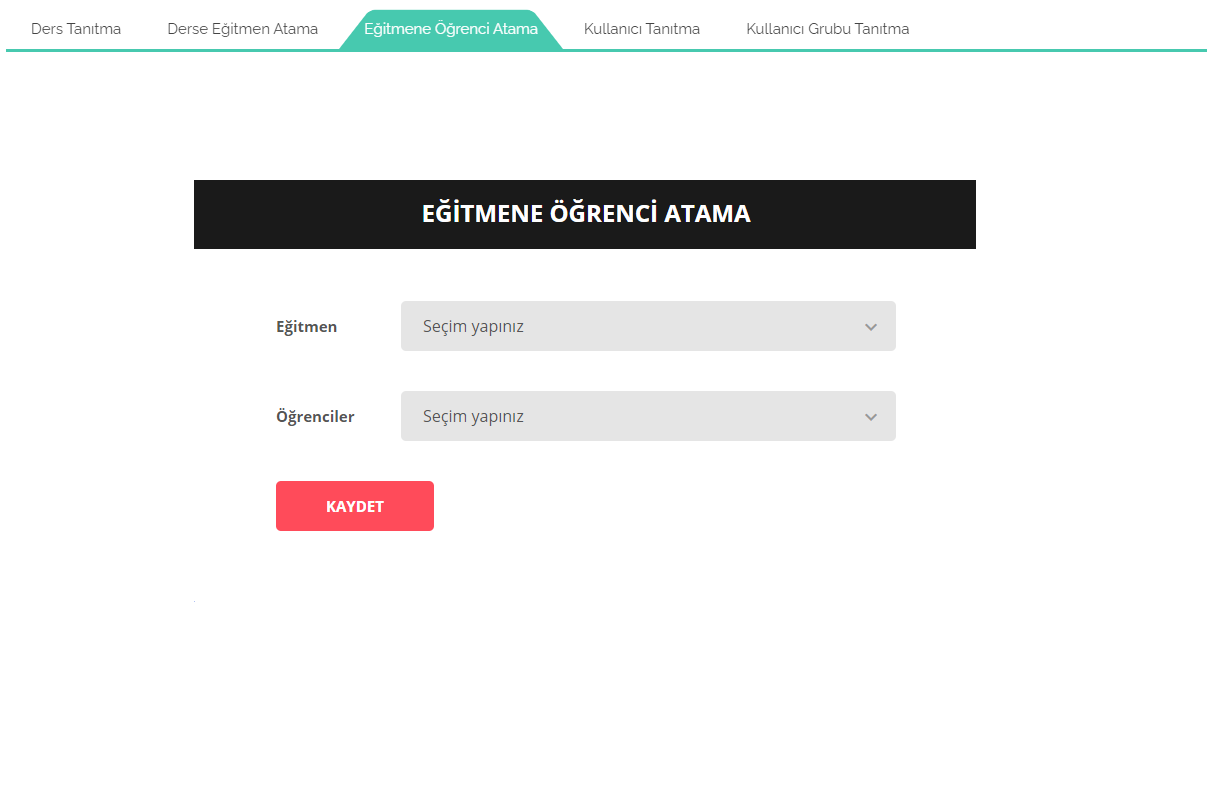 Ders Tanıtma Derse Eğitmen Atama Eğitmene Öğrenci Atama Kullanıcı Tanıtma Kullanıcı Grubu Tanıtma
EĞİTMENE ÖĞRENCİ ATAMA
Eğitmen Seçim yapınız
Öğrenciler Seçim yapınız
KAYDET